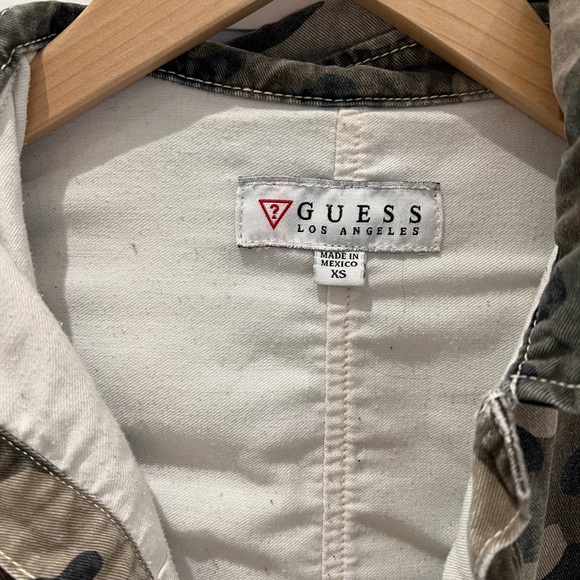 ? GUESS
LOS ANGELES
MADE IN
MEXICO
XS